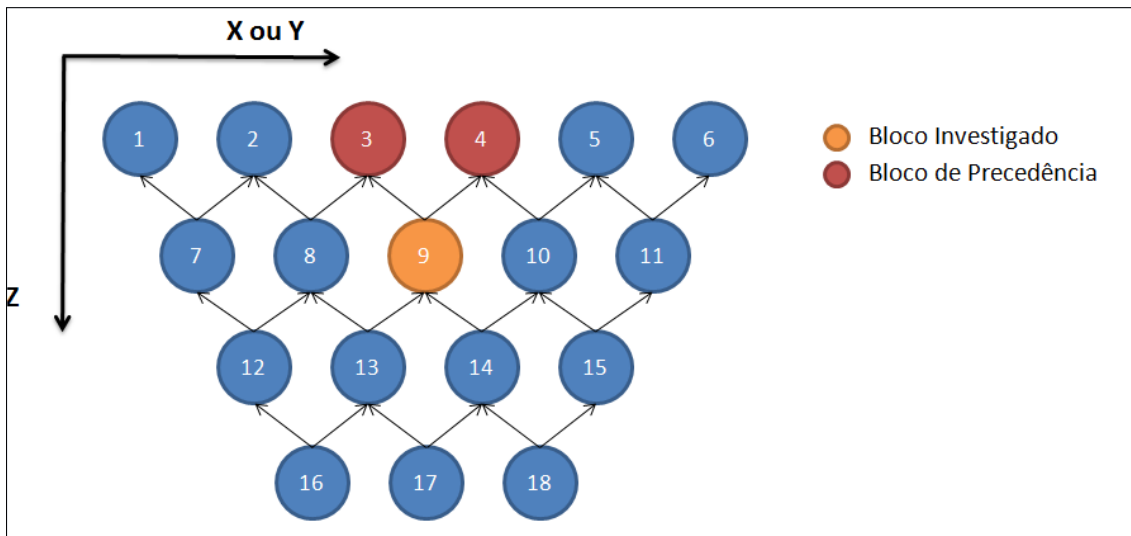 X ou Y
1 2 3 4 5 6
Bloco Investigado
Bloco de Precedência
7 8 9 10 11
Z
12 13 14 15
16 17 18